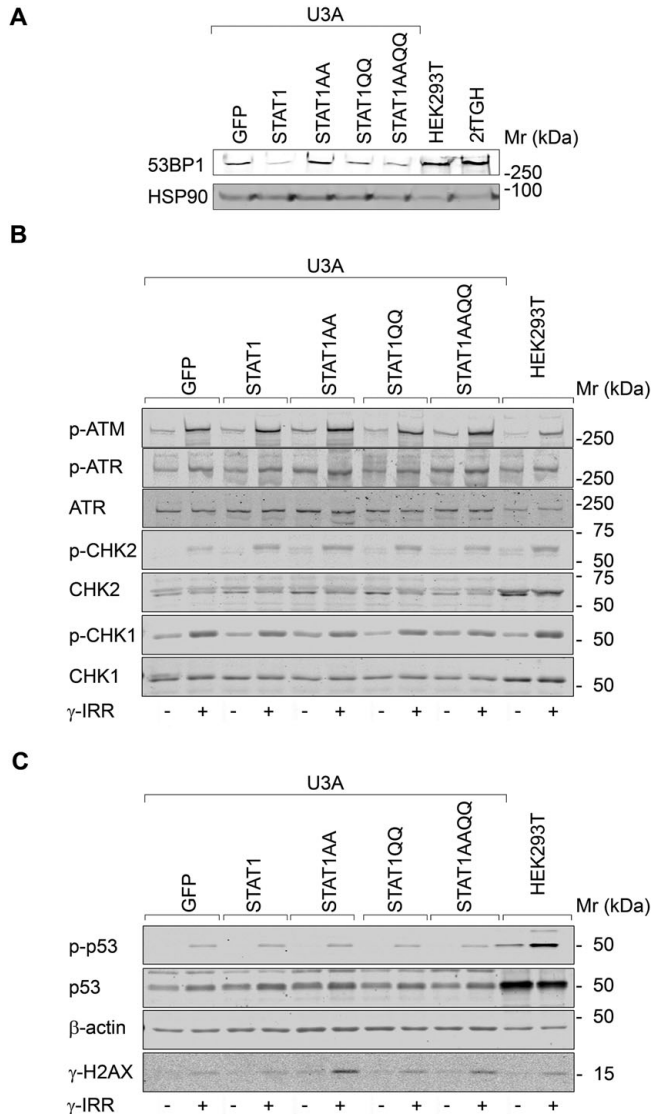 A
U3A
GFP STAT1 STAT1AA STAT1QQ STAT1AAQQ HEK293T 2fTGH
Mr (kDa)
53BP1 -250
HSP90 -100
B
U3A
GFP STAT1 STAT1AA STAT1QQ STAT1AAQQ HEK293T
Mr (kDa)
p-ATM - 250
p-ATR -250
ATR -250
- 75
p-CHK2 - 50
- 75
CHK2 - 50
p-CHK1 - 50
CHK1 - 50
γ-IRR - + - + - + - + - + - +
C
U3A
GFP STAT1 STAT1AA STAT1QQ STAT1AAQQ HEK293T
Mr (kDa)
p-p53 - 50
p53 - 50
- 50
β-actin
γ-H2AX - 15
γ-IRR - + - + - + - + - + - +